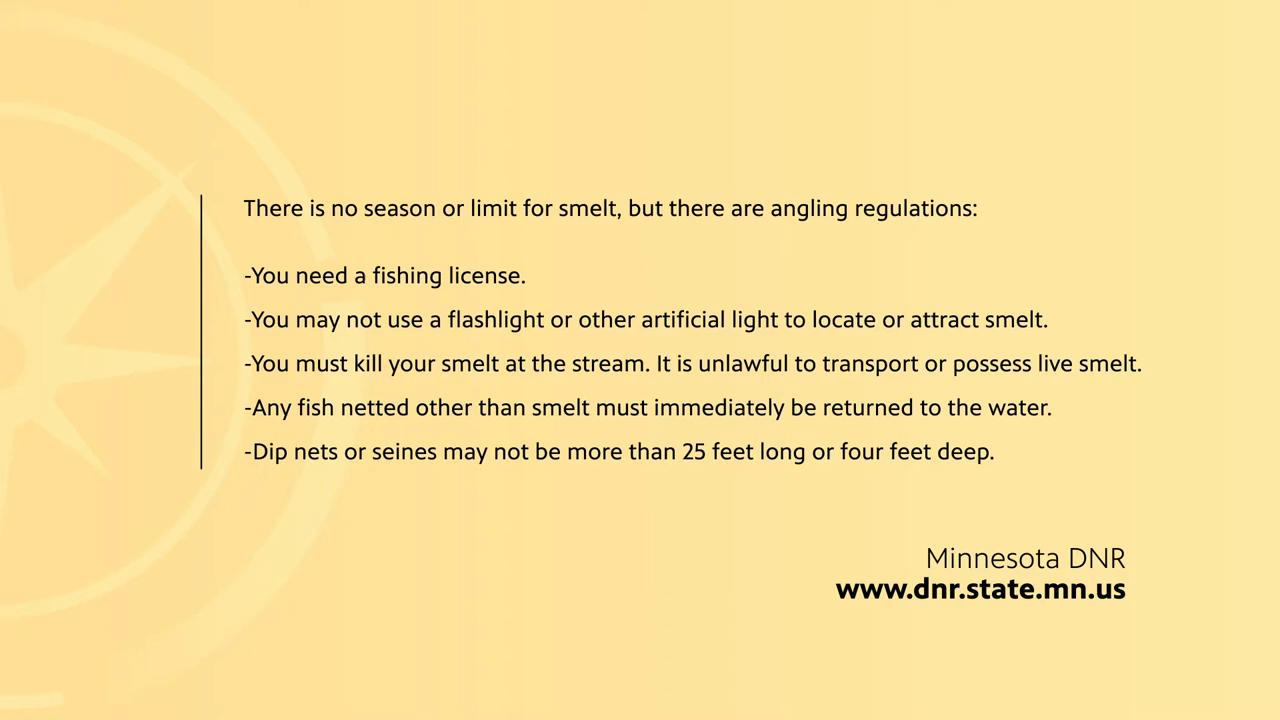 There is no season or limit for smelt, but there are angling regulations:
-You need a fishing license.
-You may not use a flashlight or other artificial light to locate or attract smelt.
-You must kill your smelt at the stream. It is unlawful to transport or possess live smelt.
-Any fish netted other than smelt must immediately be returned to the water.
-Dip nets or seines may not be more than 25 feet long or four feet deep.
Minnesota DNR
www.dnr.state.mn.us